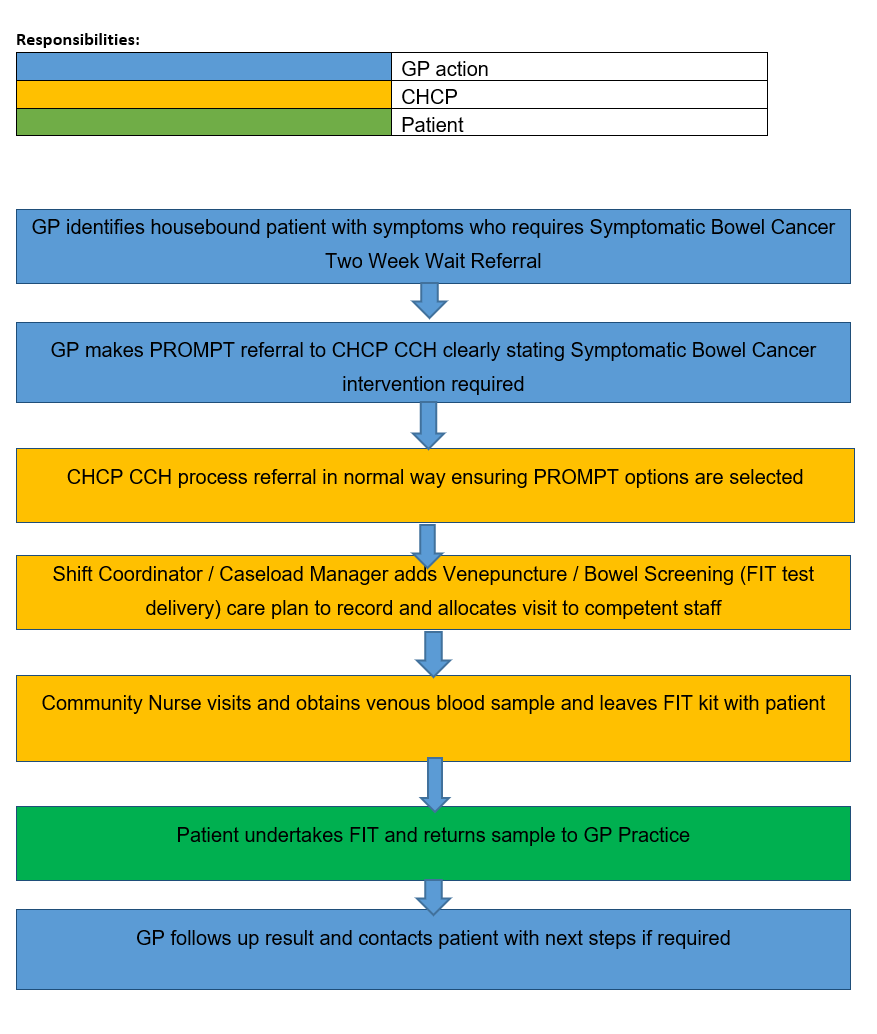 Responsibilities:
GP action
CHCP
Patient
GP identifies housebound patient with symptoms who requires Symptomatic Bowel Cancer
Two Week Wait Referral
GP makes PROMPT referral to CHCP CCH clearly stating Symptomatic Bowel Cancer
intervention required
CHCP CCH process referral in normal way ensuring PROMPT options are selected
Shift Coordinator / Caseload Manager adds Venepuncture / Bowel Screening (FIT test
delivery) care plan to record and allocates visit to competent staff
Community Nurse visits and obtains venous blood sample and leaves FIT kit with patient
Patient undertakes FIT and returns sample to GP Practice
GP follows up result and contacts patient with next steps if required